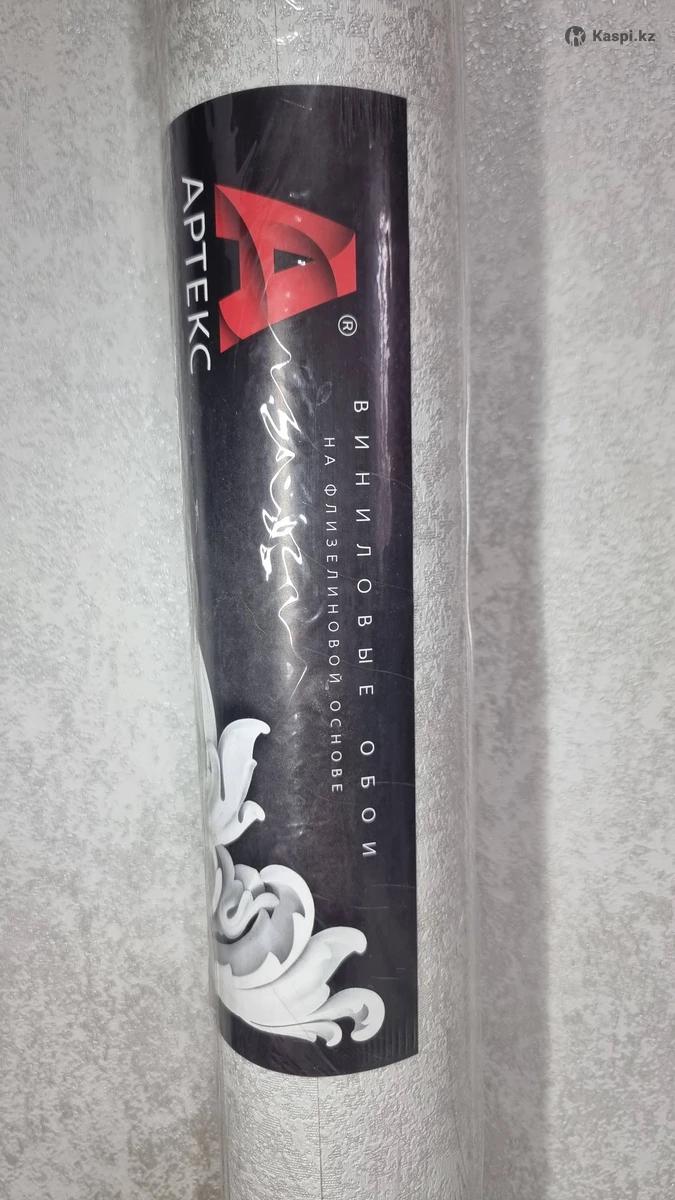 Kaspi.kz
АРТЕКС
®
ВИНИЛОВЫЕ ОБОИ
НА ФЛИЗЕЛИНОВОЙ ОСНОВЕ